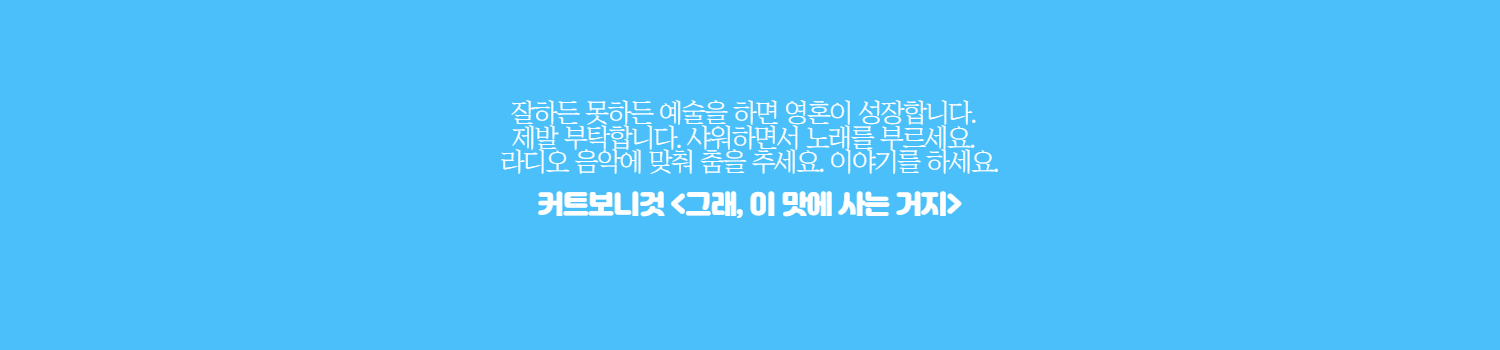 잘하든 못하든 예술을 하면 영혼이 성장합니다.
제발 부탁합니다. 샤워하면서 노래를 부르세요.
라디오 음악에 맞춰 춤을 추세요. 이야기를 하세요.
커트보니것 <그래, 이 맛에 사는 거지>